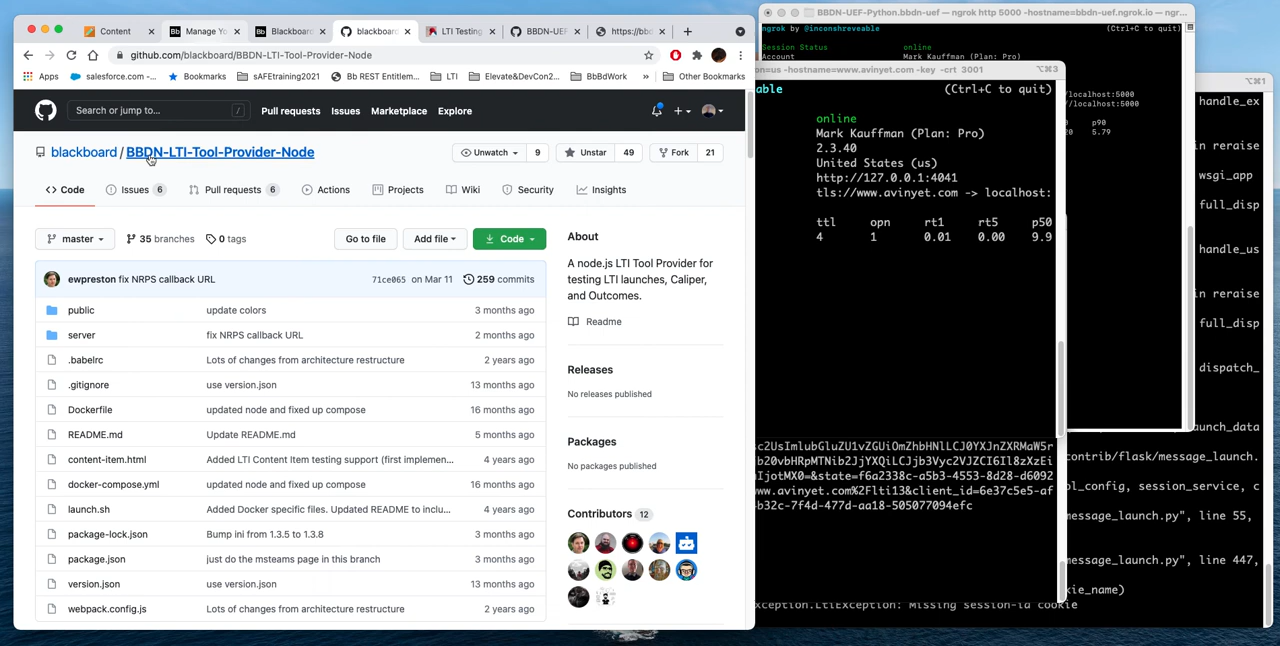 Content
Manage Yo
Blackboard
blackboard
LTI Testing
BBDN-UEF
https://bbd
github.com/blackboard/BBDN-LTI-Tool-Provider-Node
Apps
salesforce.com -...
Bookmarks
sAFEtraining2021
Bb REST Entitlem...
LTI
Elevate&DevCon2...
BbBdWork
»
Other Bookmarks
Search or jump to...
/
Pull requests
Issues
Marketplace
Explore
blackboard / BBDN-LTI-Tool-Provider-Node
Unwatch
9
Unstar
49
Fork
21
Code
Issues 6
Pull requests 6
Actions
Projects
Wiki
Security
Insights
master
35 branches
0 tags
Go to file
Add file
Code
ewpreston fix NRPS callback URL
71ce065 on Mar 11
259 commits
public
update colors
3 months ago
server
fix NRPS callback URL
2 months ago
.babelrc
Lots of changes from architecture restructure
2 years ago
.gitignore
use version.json
13 months ago
Dockerfile
updated node and fixed up compose
16 months ago
README.md
Update README.md
5 months ago
content-item.html
Added LTI Content Item Messaging support (first implemen...
4 years ago
docker-compose.yml
updated node and fixed up compose
16 months ago
launch.sh
Added Docker specific files. Updated README to inclu...
4 years ago
package-lock.json
Bump ini from 1.3.5 to 1.3.8
3 months ago
package.json
just do the msteams page in this branch
3 months ago
version.json
use version.json
13 months ago
webpack.config.js
Lots of changes from architecture restructure
2 years ago
About
A node.js LTI Tool Provider for
testing LTI launches, Caliper,
and Outcomes.
Readme
Releases
No releases published
Packages
No packages published
Contributors 12
BBDN-UEF-Python.bbdn-uef — ngrok http 5000 -hostname=bbdn-uef.ngrok.io —...
ngrok by @inconshreveable
(Ctrl+C to quit)
Session Status
online
Account
Mark Kauffman (Plan: Pro)
on=us -hostname=www.avinyet.com -key -crt 3001
⌥⌘3
able
(Ctrl+C to quit)
online
Mark Kauffman (Plan: Pro)
2.3.40
United States (us)
http://127.0.0.1:4041
tls://www.avinyet.com -> localhost:
ttl opn rt1 rt5 p50
4 1 0.01 0.00 9.9
/localhost:5000
//localhost:5000
p90
5.79
⌥⌘1
handle_ex
in reraise
wsgi_app
full_disp
handle_us
in reraise
full_disp
dispatch_
aunch_data
contrib/flask/message_launch.
ol_config, session_service, c
message_launch.py", line 55,
message_launch.py", line 447,
kie_name)
xception.LtiException: Missing session-id cookie